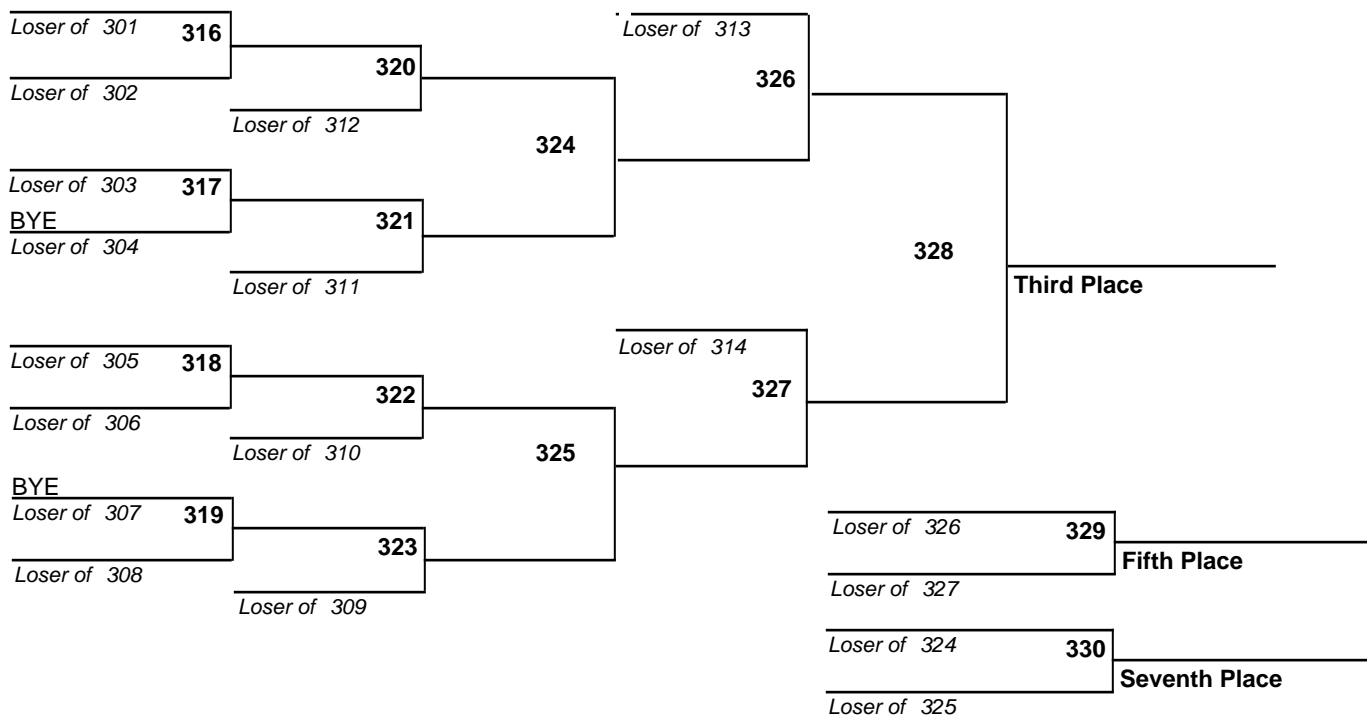 Loser of 301
316
Loser of 302
320
Loser of 312
Loser of 303
317
BYE
Loser of 304
321
Loser of 311
324
Loser of 313
326
Loser of 305
318
Loser of 306
322
Loser of 310
BYE
Loser of 307
319
Loser of 308
323
Loser of 309
325
Loser of 314
327
328
Third Place
Loser of 326
329
Loser of 327
Fifth Place
Loser of 324
330
Loser of 325
Seventh Place